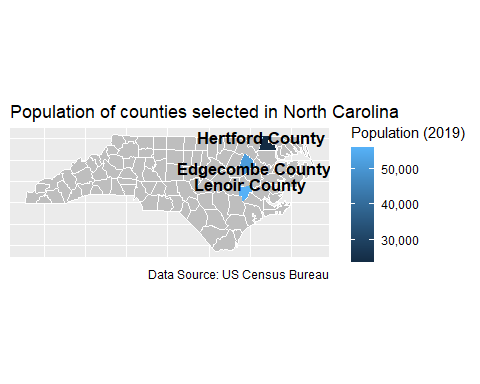 Population of counties selected in North Carolina
Hertford County
Edgecombe County
Lenoir County
Population (2019)
50,000
40,000
30,000
Data Source: US Census Bureau